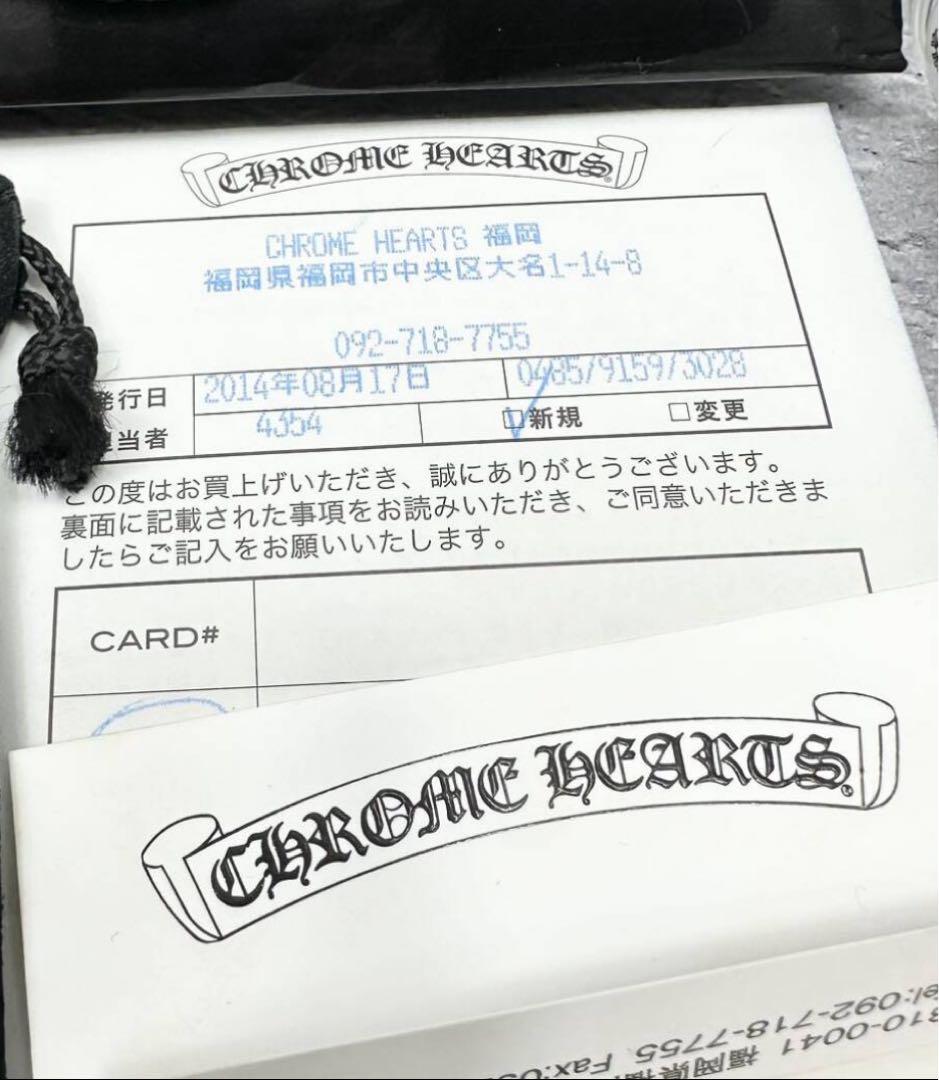 CHROME HEARTS
CHROME HEARTS 福岡
福岡県福岡市中央区大名1-14-8
092-718-7755
発行日 2014年08月17日 0485/9159/3028
担当者 4354 □新規 □変更
この度はお買上げいただき、誠にありがとうございます。
裏面に記載された事項をお読みいただき、ご同意いただきま
したらご記入をお願いいたします。
CARD#
CHROME HEARTS
Tel:092-718-7755 Fax:09
810-0041 福岡県福